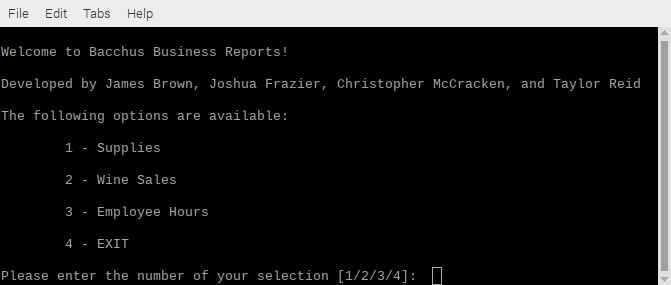 File Edit Tabs Help
Welcome to Bacchus Business Reports!
Developed by James Brown, Joshua Frazier, Christopher McCracken, and Taylor Reid
The following options are available:
1 - Supplies
2 - Wine Sales
3 - Employee Hours
4 - EXIT
Please enter the number of your selection [1/2/3/4]: